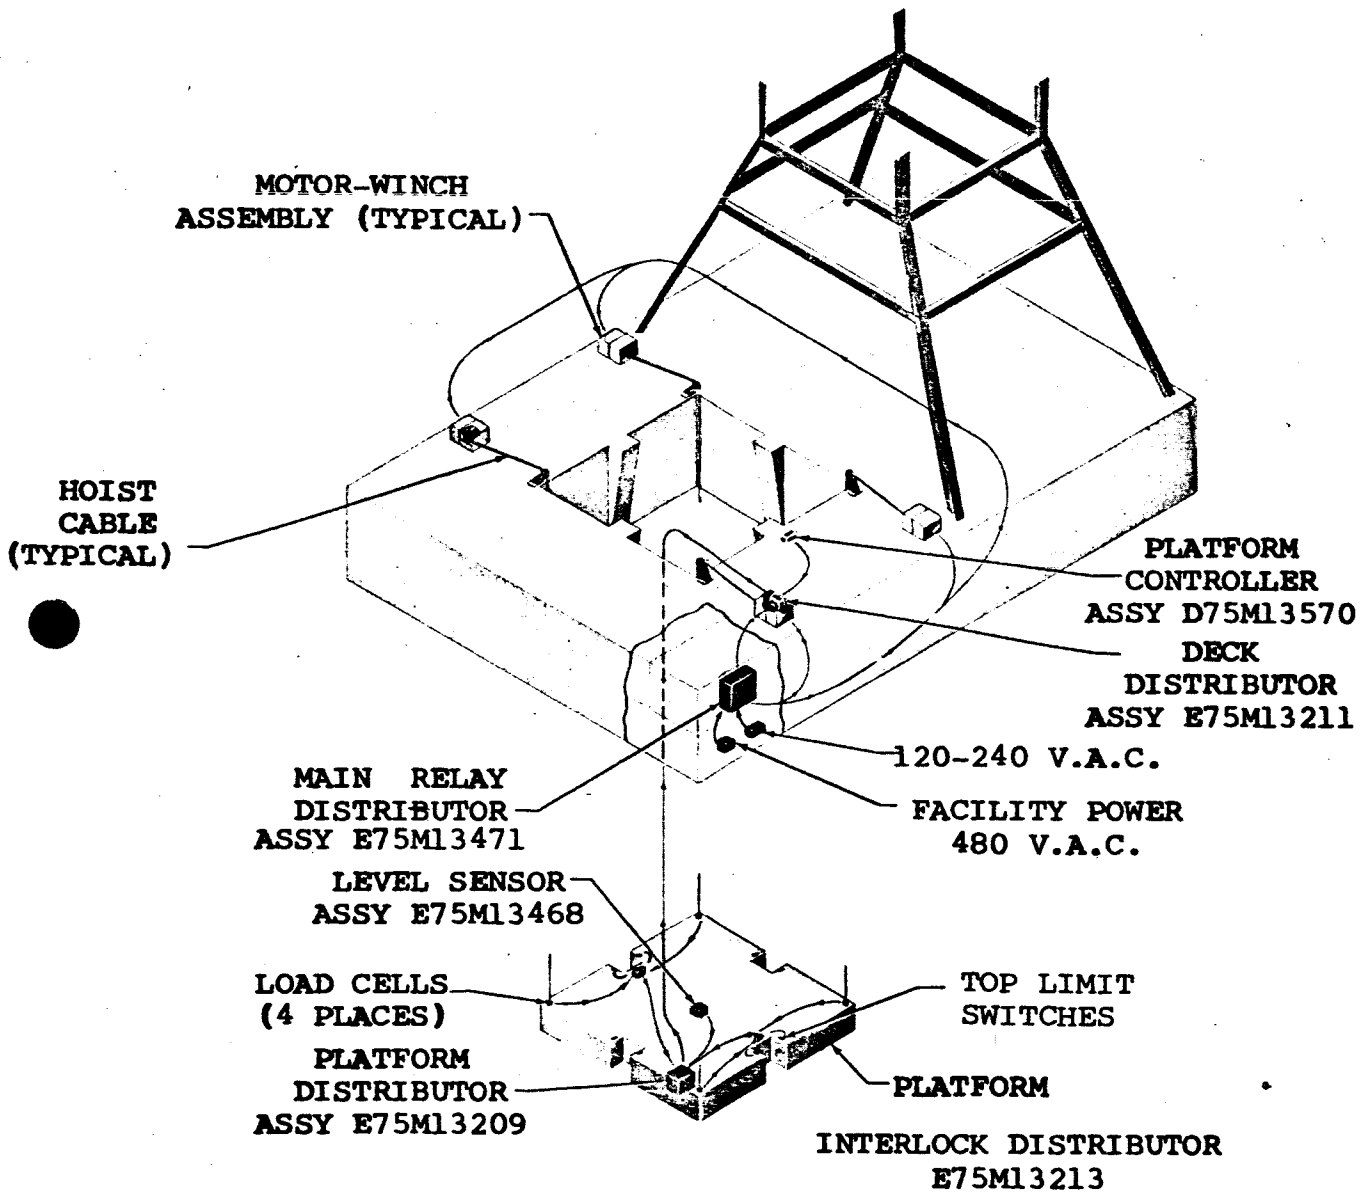 MOTOR-WINCH
ASSEMBLY (TYPICAL)
HOIST
CABLE
(TYPICAL)
PLATFORM
CONTROLLER
ASSY D75M13570
DECK
DISTRIBUTOR
ASSY E75M13211
120-240 V.A.C.
MAIN RELAY
DISTRIBUTOR
ASSY E75M13471
FACILITY POWER
480 V.A.C.
LEVEL SENSOR
ASSY E75M13468
LOAD CELLS
(4 PLACES)
TOP LIMIT
SWITCHES
PLATFORM
DISTRIBUTOR
ASSY E75M13209
PLATFORM
INTERLOCK DISTRIBUTOR
E75M13213